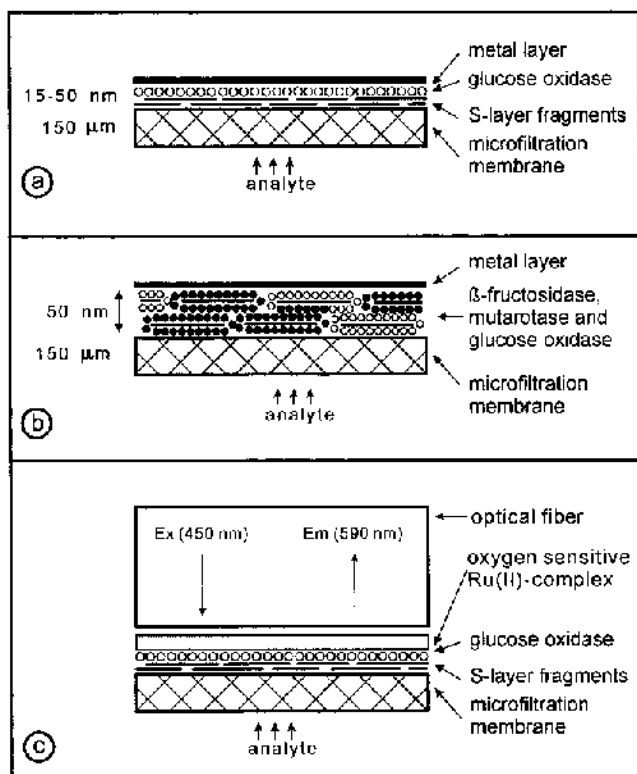 metal layer
glucose oxidase
15-50 nm
S-layer fragments
150 µm
microfiltration
membrane
analyte
a
metal layer
50 nm
ß-fructosidase,
mutarotase and
glucose oxidase
150 µm
microfiltration
membrane
analyte
b
optical fiber
Ex (450 nm) Em (590 nm)
oxygen sensitive
Ru(II)-complex
glucose oxidase
S-layer fragments
microfiltration
membrane
analyte
c